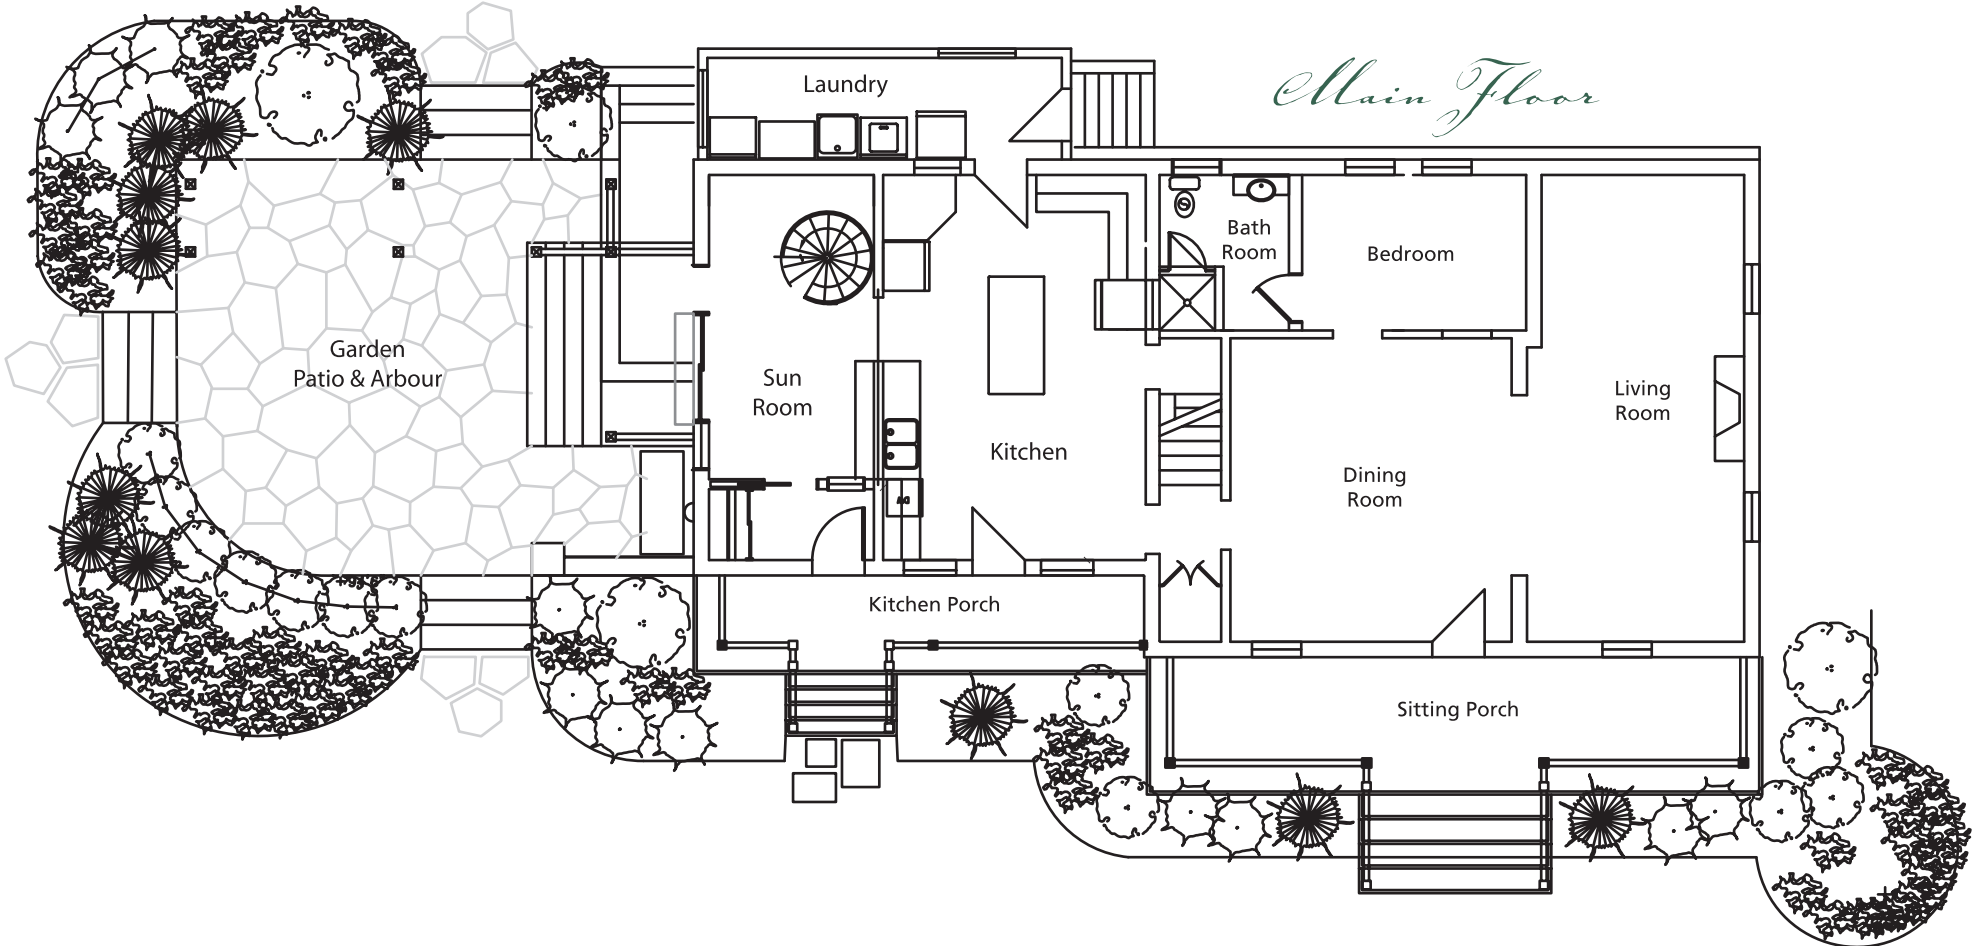 Main Floor
Laundry
Bath
Room
Bedroom
Garden
Patio & Arbour
Sun
Room
Living
Room
Kitchen
Dining
Room
DW
Kitchen Porch
Sitting Porch